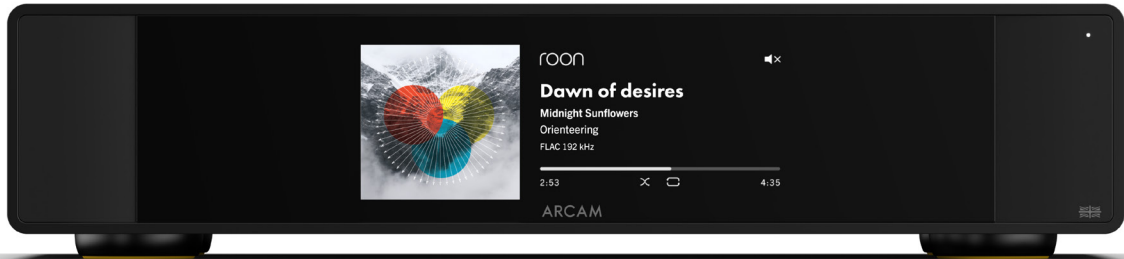 roon
Dawn of desires
Midnight Sunflowers
Orienteering
FLAC 192 kHz
2:53
4:35
ARCAM